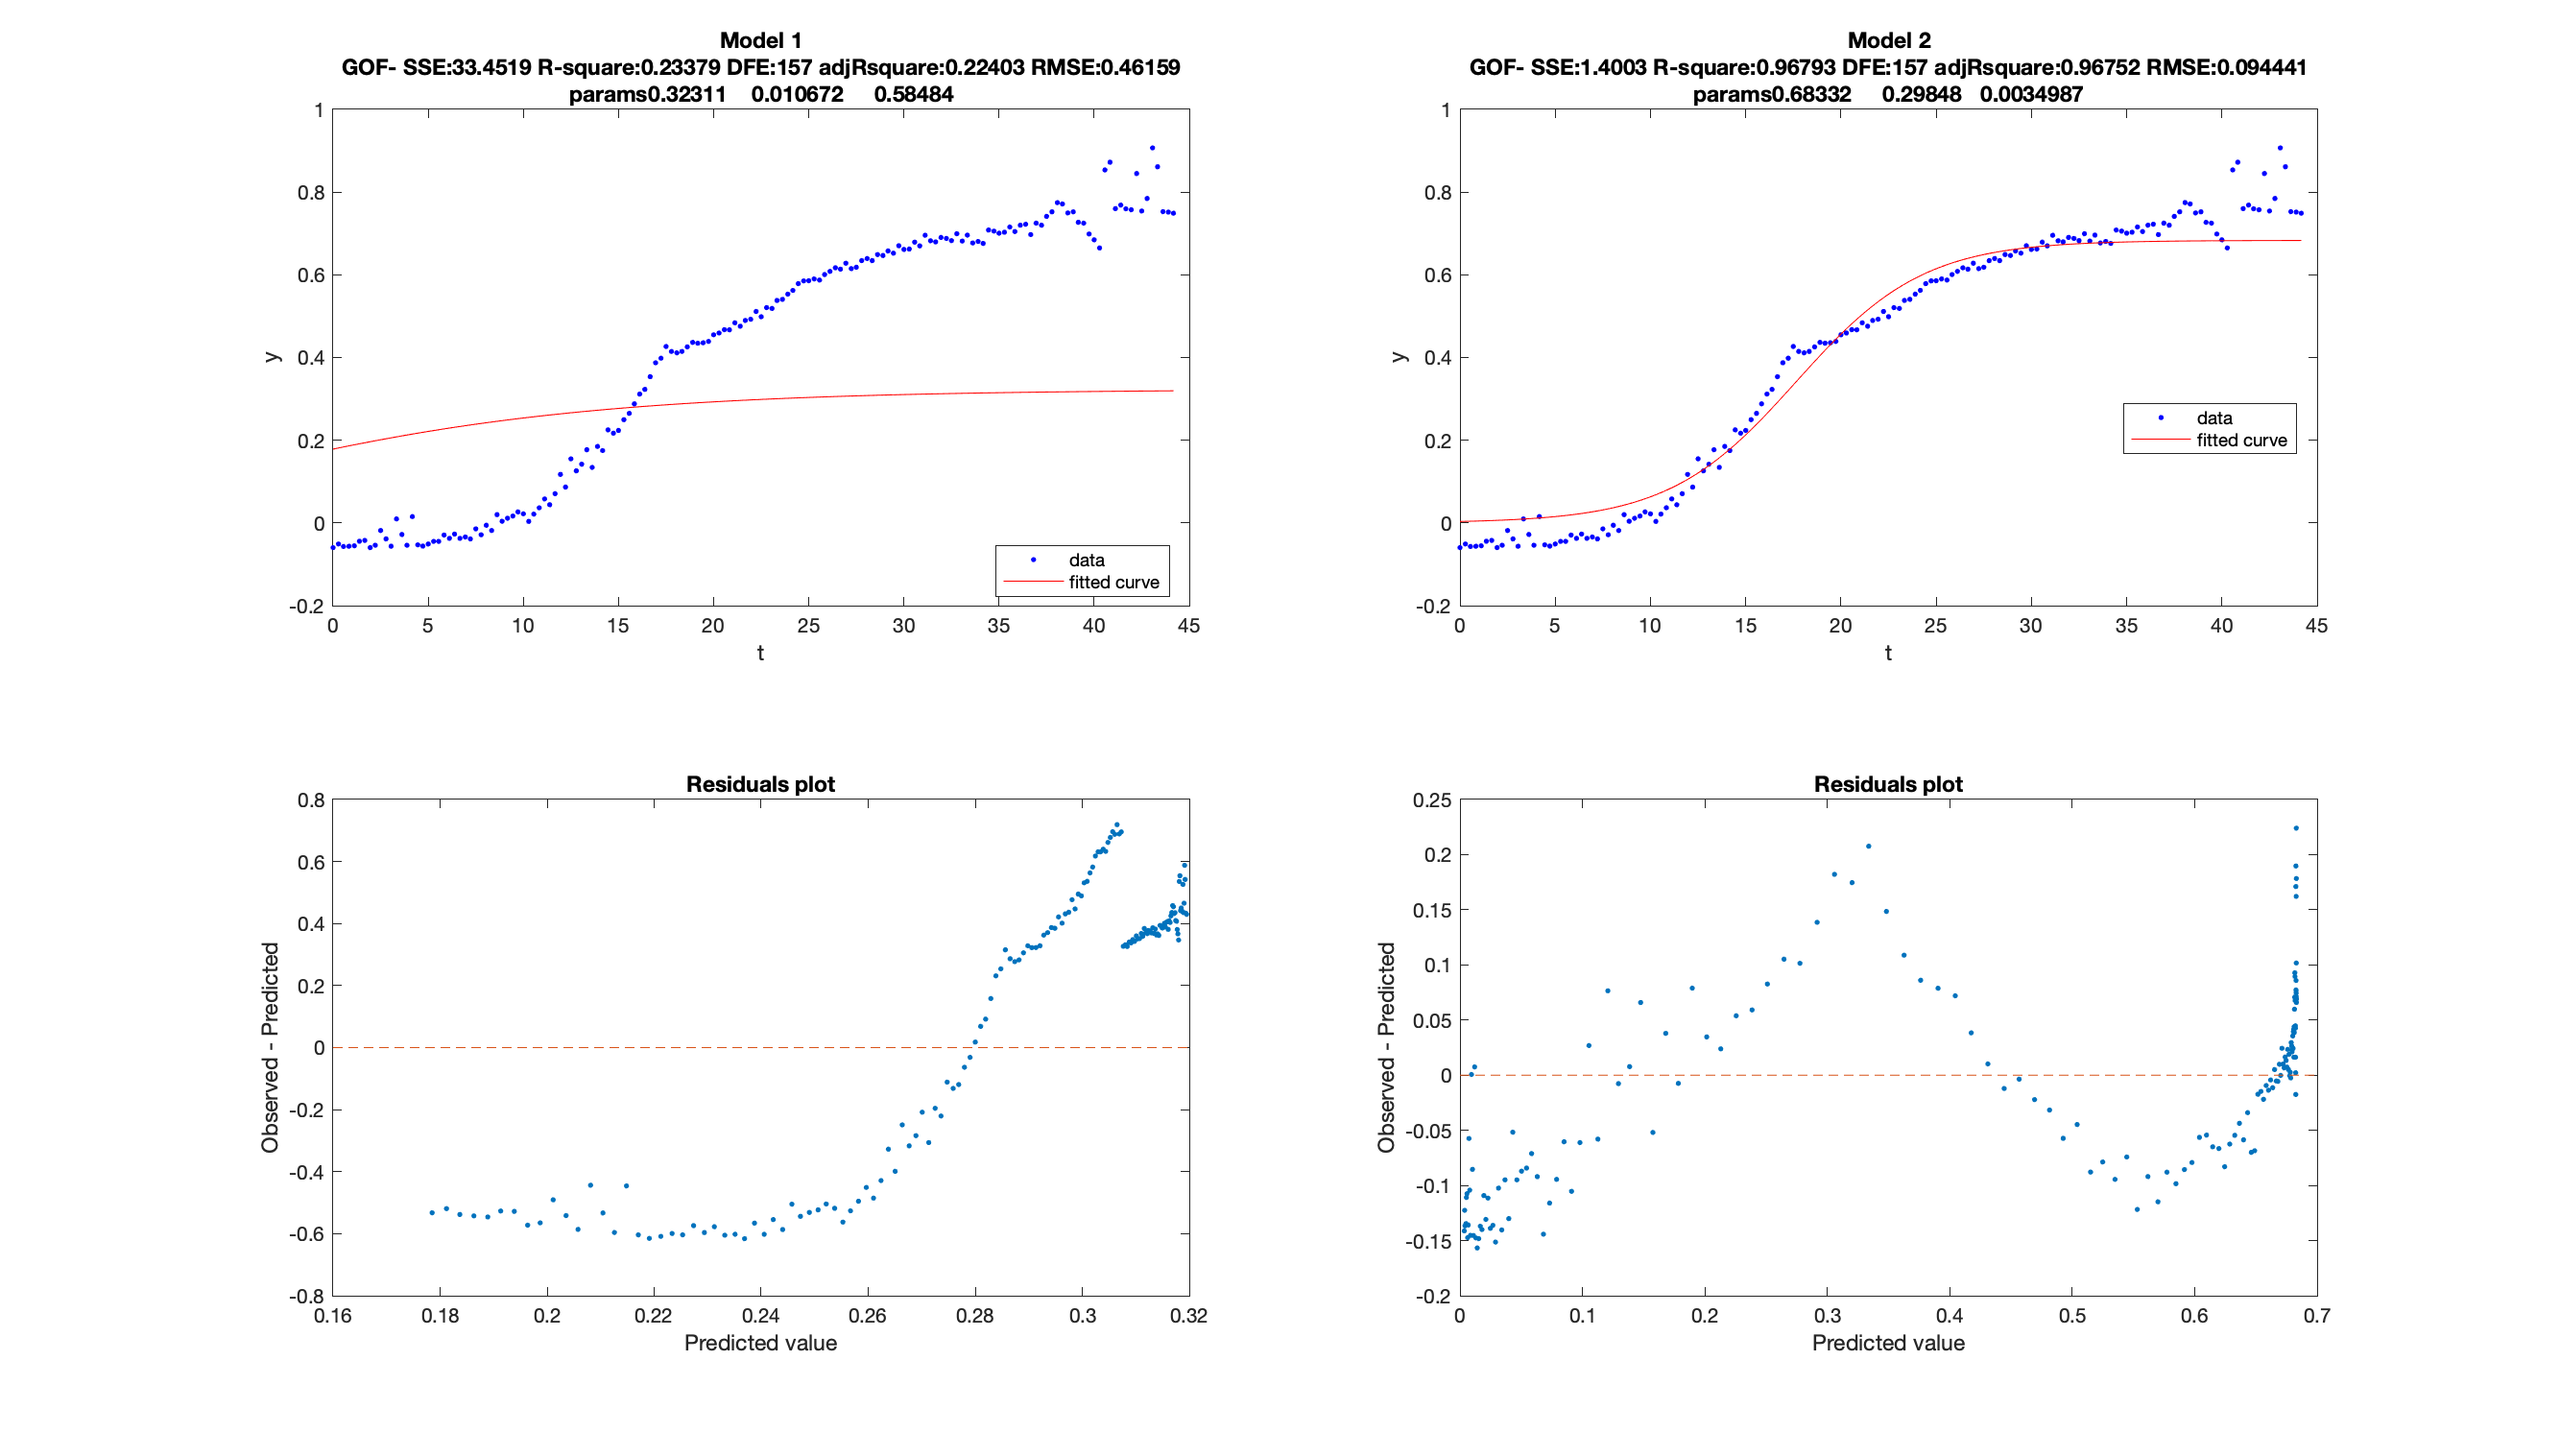 Model 1
GOF- SSE:33.4519 R-square:0.23379 DFE:157 adjRsquare:0.22403 RMSE:0.46159
params0.32311 0.010672 0.58484
1
0.8
0.6
0.4
0.2
0
-0.2
y
0 5 10 15 20 25 30 35 40 45
t
data
fitted curve
Model 2
GOF- SSE:1.4003 R-square:0.96793 DFE:157 adjRsquare:0.96752 RMSE:0.094441
params0.68332 0.29848 0.0034987
1
0.8
0.6
0.4
0.2
0
-0.2
y
0 5 10 15 20 25 30 35 40 45
t
data
fitted curve
Residuals plot
0.8
0.6
0.4
0.2
0
-0.2
-0.4
-0.6
-0.8
Observed - Predicted
0.16 0.18 0.2 0.22 0.24 0.26 0.28 0.3 0.32
Predicted value
Residuals plot
0.25
0.2
0.15
0.1
0.05
0
-0.05
-0.1
-0.15
-0.2
Observed - Predicted
0 0.1 0.2 0.3 0.4 0.5 0.6 0.7
Predicted value